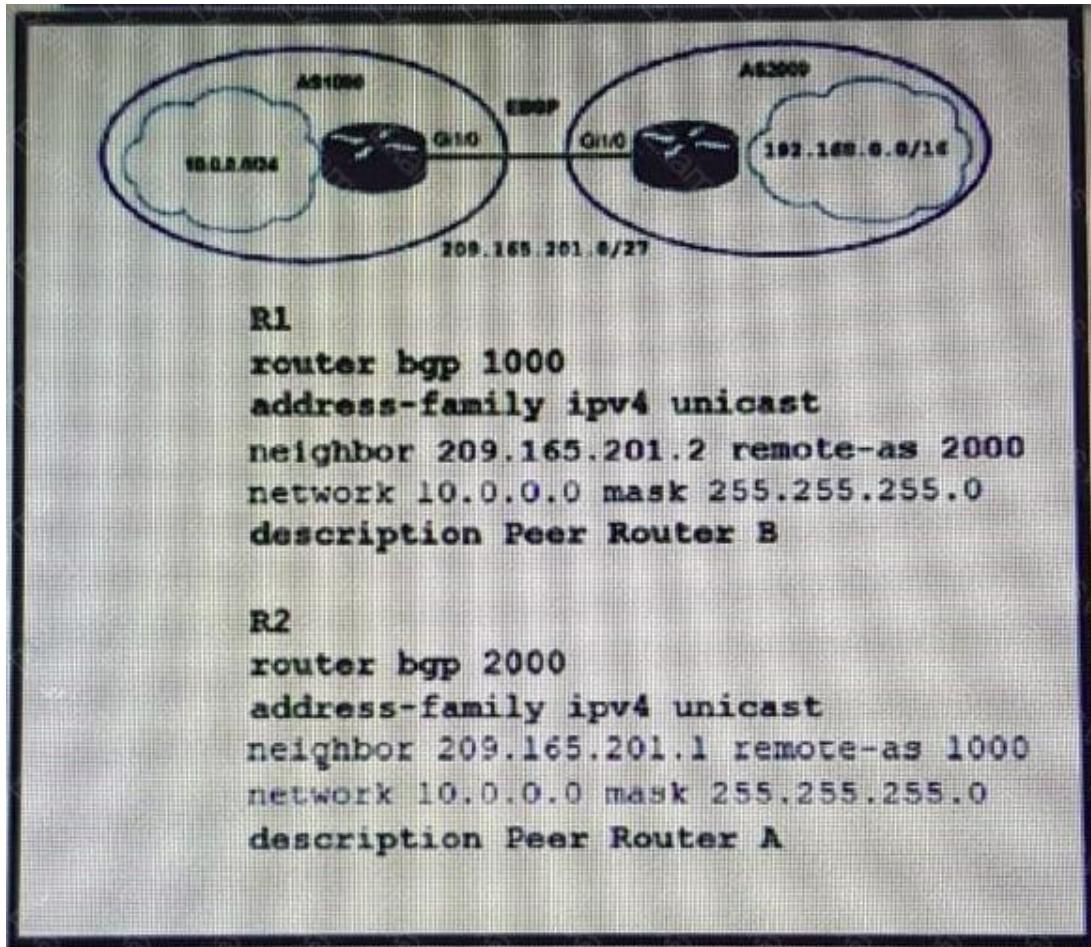 AS1000
AS2000
EBGP
Gi1/0
Gi1/0
192.168.0.0/16
209.165.201.0/27
R1
router bgp 1000
address-family ipv4 unicast
neighbor 209.165.201.2 remote-as 2000
network 10.0.0.0 mask 255.255.255.0
description Peer Router B
R2
router bgp 2000
address-family ipv4 unicast
neighbor 209.165.201.1 remote-as 1000
network 10.0.0.0 mask 255.255.255.0
description Peer Router A